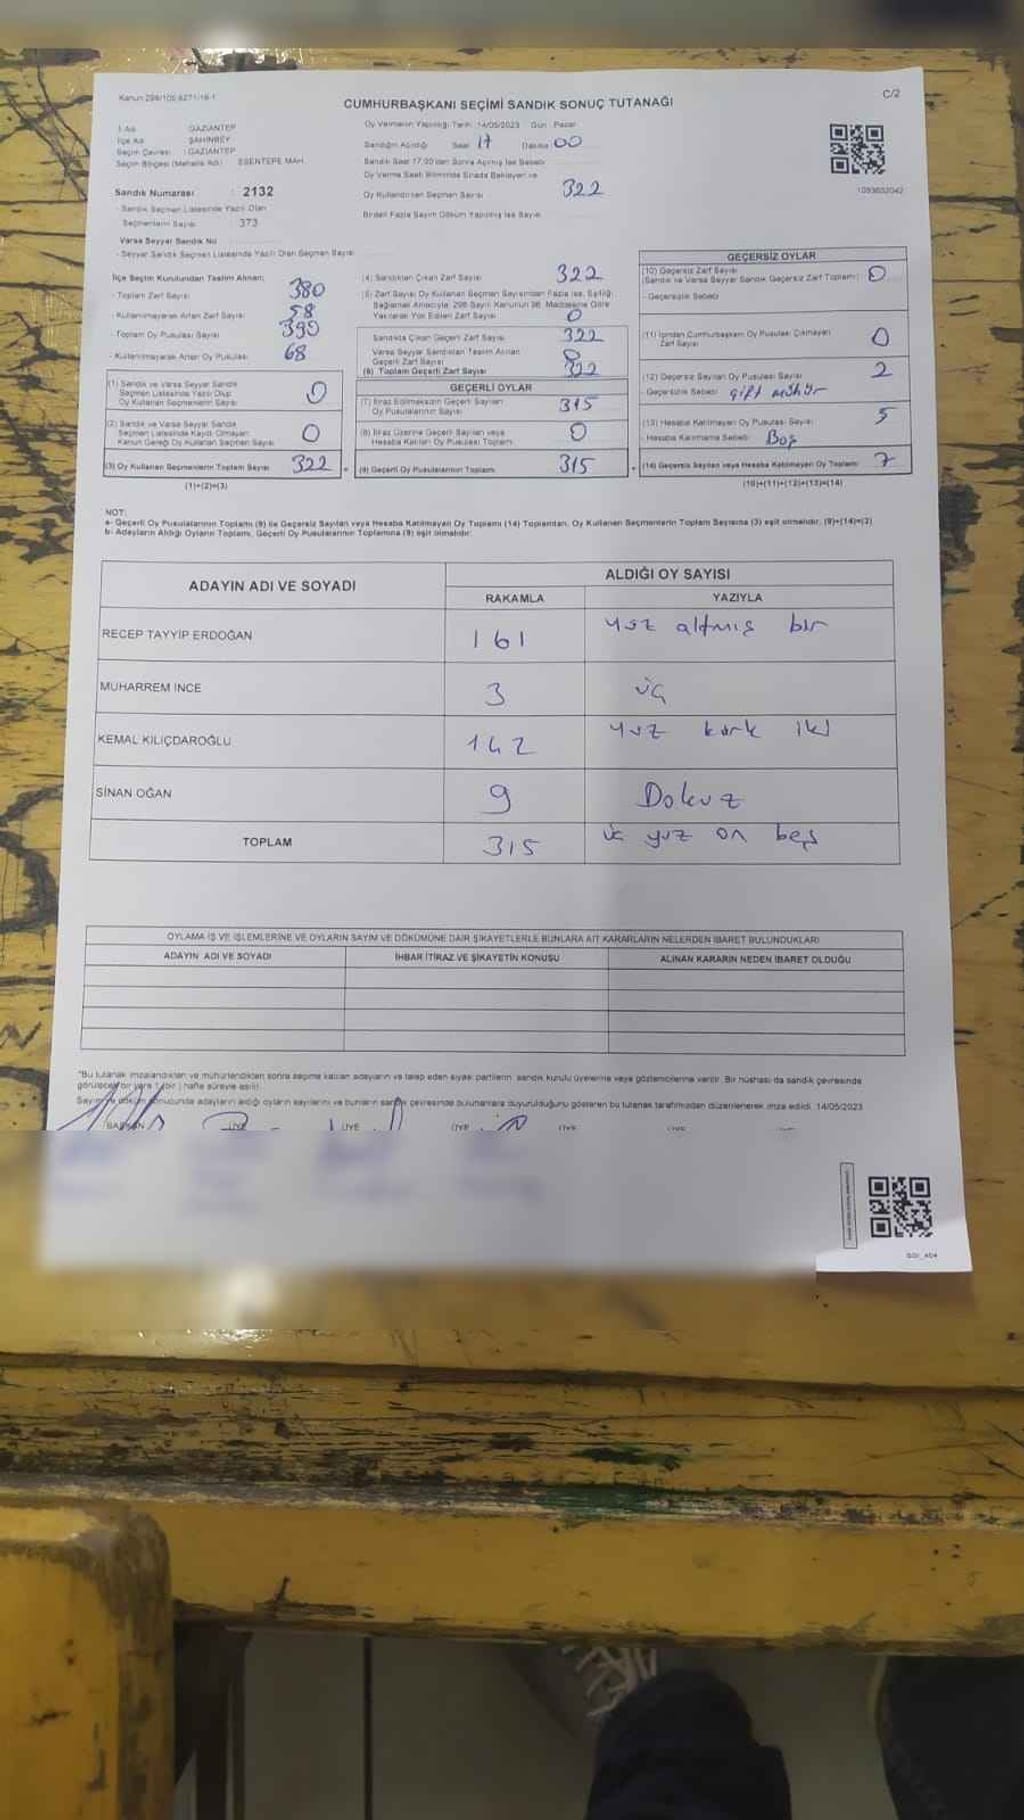 Kanun 298/105 6271/18-1
CUMHURBAŞKANI SEÇİMİ SANDIK SONUÇ TUTANAĞI
C/2
İl Adı GAZİANTEP
İlçe Adı ŞAHİNBEY
Seçim Çevresi : GAZİANTEP
Seçim Bölgesi (Mahalle Adı) ESENTEPE MAH.
Sandık Numarası : 2132
Sandık Seçmen Listesinde Yazılı Olan
Seçmenlerin Sayısı 373
Varsa Seyyar Sandık No
- Seyyar Sandık Seçmen Listesinde Yazılı Olan Seçmen Sayısı
Oy Vermenin Yapıldığı Tarih: 14/05/2023 Gün: Pazar
Sandığın Açıldığı Saat 17 Dakika 00
Sandık Saat 17.00'dan Sonra Açılmış İse Sebebi
Oy Verme Saati Bitiminde Sırada Bekleyen ve
Oy Kullandırılan Seçmen Sayısı 322
Birden Fazla Sayım Döküm Yapılmış İse Sayısı
1093602042
İlçe Seçim Kurulundan Teslim Alınan:
- Toplam Zarf Sayısı 380
- Kullanılmayarak Artan Zarf Sayısı 58
- Toplam Oy Pusulası Sayısı 390
- Kullanılmayarak Artan Oy Pusulası 68
(1) Sandık ve Varsa Seyyar Sandık
Seçmen Listesinde Yazılı Olup
Oy Kullanan Seçmenlerin Sayısı 0
(2) Sandık ve Varsa Seyyar Sandık
Seçmen Listesinde Kaydı Olmayan
Kanun Gereği Oy Kullanan Seçmen Sayısı 0
(3) Oy Kullanan Seçmenlerin Toplam Sayısı 322
(1)+(2)=(3)
(4) Sandıktan Çıkan Zarf Sayısı 322
(5) Zarf Sayısı Oy Kullanan Seçmen Sayısından Fazla ise, Eşitliği
Sağlamak Amacıyla, 298 Sayılı Kanunun 98. Maddesine Göre
Yakılarak Yok Edilen Zarf Sayısı 0
Sandıkta Çıkan Geçerli Zarf Sayısı 322
Varsa Seyyar Sandıktan Teslim Alınan
Geçerli Zarf Sayısı 0
(6) Toplam Geçerli Zarf Sayısı 322
GEÇERLİ OYLAR
(7) İtiraz Edilmeksizin Geçerli Sayılan
Oy Pusulalarının Sayısı 315
(8) İtiraz Üzerine Geçerli Sayılan veya
Hesaba Katılan Oy Pusulası Toplamı 0
(9) Geçerli Oy Pusulalarının Toplamı 315
GEÇERSİZ OYLAR
(10) Geçersiz Zarf Sayısı
(Sandık ve Varsa Seyyar Sandık Geçersiz Zarf Toplamı) 0
- Geçersizlik Sebebi
(11) İçinden Cumhurbaşkanı Oy Pusulası Çıkmayan
Zarf Sayısı 0
(12) Geçersiz Sayılan Oy Pusulası Sayısı 2
- Geçersizlik Sebebi gift mühür
(13) Hesaba Katılmayan Oy Pusulası Sayısı 5
Hesaba Katılmama Sebebi Boş
(14) Geçersiz Sayılan veya Hesaba Katılmayan Oy Toplamı 7
(10)+(11)+(12)+(13)=(14)
NOT:
a- Geçerli Oy Pusulalarının Toplamı (9) ile Geçersiz Sayılan veya Hesaba Katılmayan Oy Toplamı (14) Toplamları, Oy Kullanan Seçmenlerin Toplam Sayısına (3) eşit olmalıdır. (9)+(14)=(3)
b- Adayların Aldığı Oyların Toplamı, Geçerli Oy Pusulalarının Toplamına (9) eşit olmalıdır.
ADAYIN ADI VE SOYADI
ALDIĞI OY SAYISI
RAKAMLA YAZIYLA
RECEP TAYYİP ERDOĞAN 161 yüz altmış bir
MUHARREM İNCE 3 üç
KEMAL KILIÇDAROĞLU 142 yüz kırk iki
SİNAN OĞAN 9 Dokuz
TOPLAM 315 üç yüz on beş
OYLAMA İŞ VE İŞLEMLERİNE VE OYLARIN SAYIM VE DÖKÜMÜNE DAİR ŞİKAYETLERLE BUNLARA AİT KARARLARIN NELERDEN İBARET BULUNDUKLARI
ADAYIN ADI VE SOYADI İHBAR İTİRAZ VE ŞİKAYETİN KONUSU ALINAN KARARIN NEDEN İBARET OLDUĞU
"Bu tutanak imzalandıktan ve mühürlendikten sonra seçime katılan adayların ve talep eden siyasi partilerin sandık kurulu üyelerine veya gözlemcilerine verilir. Bir nüshası da sandık çevresinde
görülecek bir yere 1 (bir) hafta süreyle asılır.
Sayım ve döküm sonucunda adayların aldığı oyların sayılarını ve bunların sandık çevresinde bulunanlara duyurulduğunu gösteren bu tutanak tarafımızdan düzenlenerek imza edildi. 14/05/2023
BAŞKAN ÜYE ÜYE ÜYE ÜYE